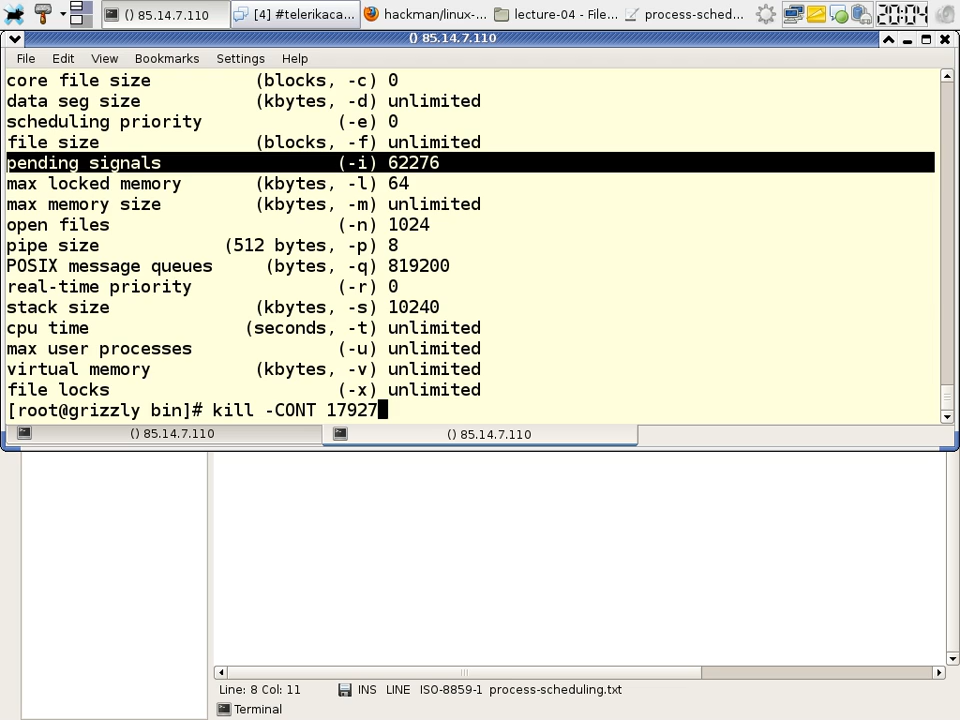 () 85.14.7.110
[4] #telerikaca...
hackman/linux-...
lecture-04 - File...
process-sched...
20:04
() 85.14.7.110
File Edit View Bookmarks Settings Help
core file size (blocks, -c) 0
data seg size (kbytes, -d) unlimited
scheduling priority (-e) 0
file size (blocks, -f) unlimited
pending signals (-i) 62276
max locked memory (kbytes, -l) 64
max memory size (kbytes, -m) unlimited
open files (-n) 1024
pipe size (512 bytes, -p) 8
POSIX message queues (bytes, -q) 819200
real-time priority (-r) 0
stack size (kbytes, -s) 10240
cpu time (seconds, -t) unlimited
max user processes (-u) unlimited
virtual memory (kbytes, -v) unlimited
file locks (-x) unlimited
[root@grizzly bin]# kill -CONT 17927
() 85.14.7.110
() 85.14.7.110
Line: 8 Col: 11 INS LINE ISO-8859-1 process-scheduling.txt
Terminal